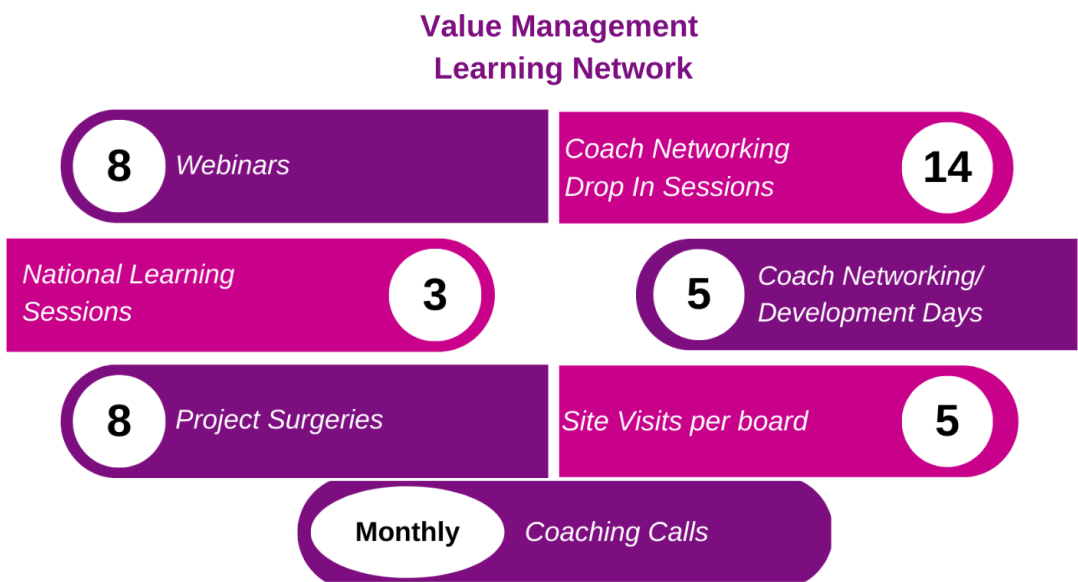 Value Management
Learning Network
8 Webinars
Coach Networking
Drop In Sessions
14
National Learning
Sessions
3
5
Coach Networking/
Development Days
8 Project Surgeries
Site Visits per board 5
Monthly Coaching Calls